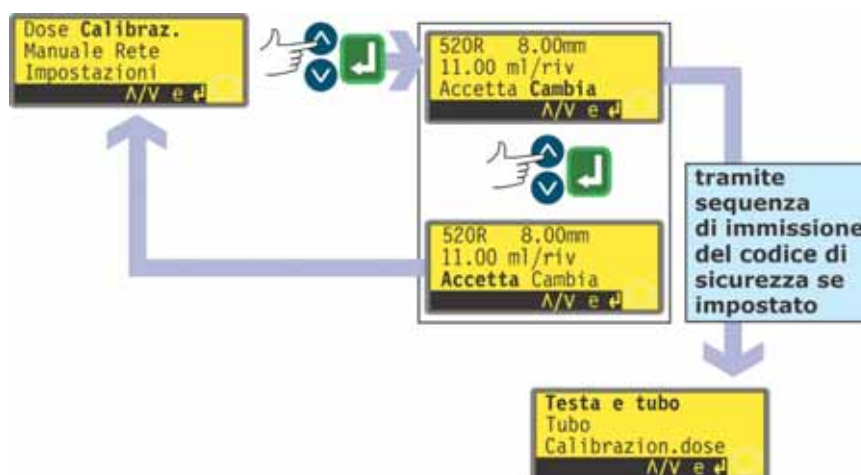 Dose Calibraz.
Manuale Rete
Impostazioni
Λ/V e ↲
520R 8.00mm
11.00 ml/riv
Accetta Cambia
Λ/V e ↲
520R 8.00mm
11.00 ml/riv
Accetta Cambia
Λ/V e ↲
tramite
sequenza
di immissione
del codice di
sicurezza se
impostato
Testa e tubo
Tubo
Calibrazion.dose
Λ/V e ↲